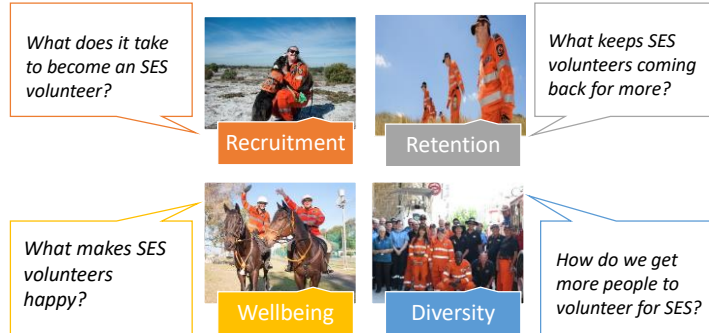 What does it take
to become an SES
volunteer?
Recruitment
What keeps SES
volunteers coming
back for more?
Retention
What makes SES
volunteers
happy?
Wellbeing
How do we get
more people to
volunteer for SES?
Diversity